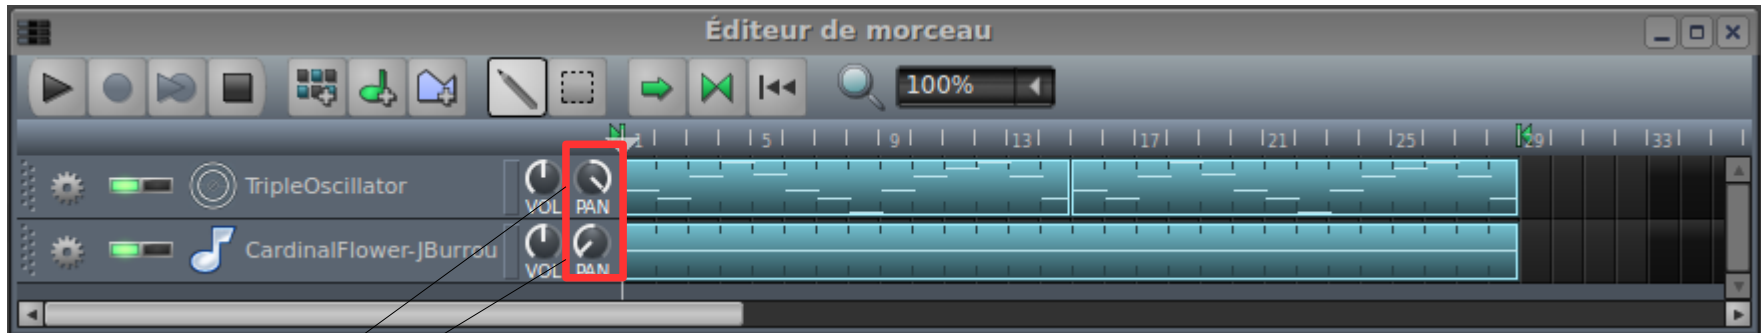 Éditeur de morceau
100%
1 5 9 13 17 21 25 29 33
TripleOscillator
VOL PAN
CardinalFlower-JBurrou
VOL PAN